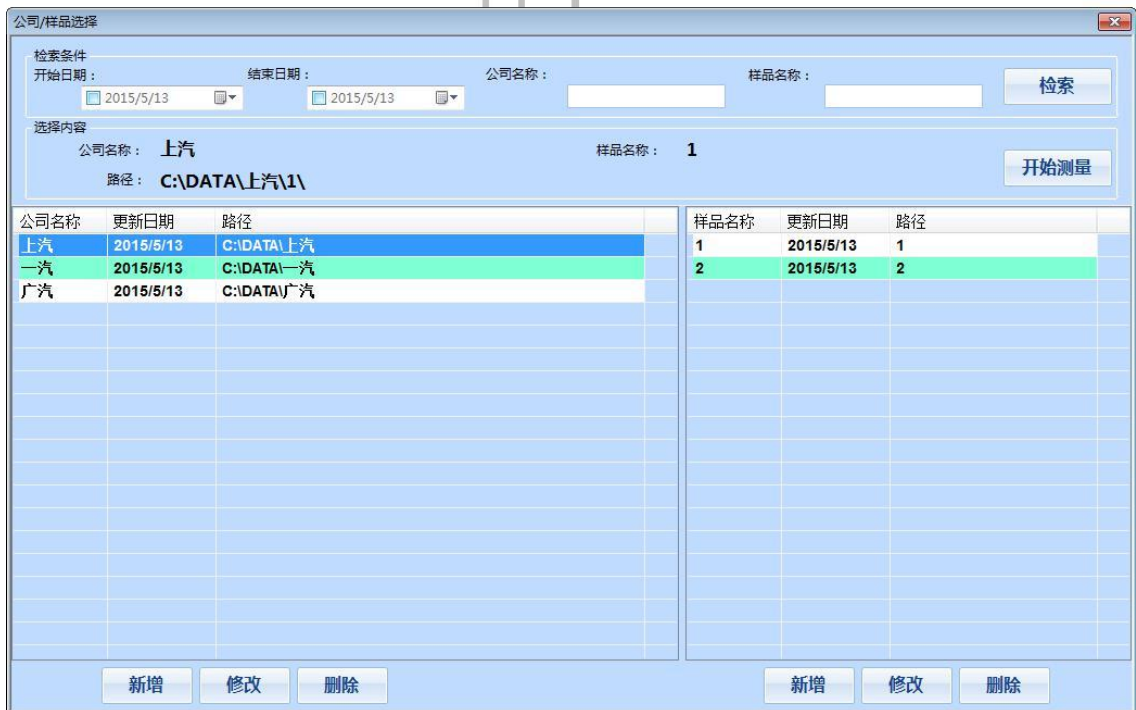 公司/样品选择
检索条件
开始日期： 结束日期： 公司名称： 样品名称：
2015/5/13 2015/5/13 检索
选择内容
公司名称： 上汽 样品名称： 1
路径： C:\DATA\上汽\1\ 开始测量
公司名称 更新日期 路径 样品名称 更新日期 路径
上汽 2015/5/13 C:\DATA\上汽 1 2015/5/13 1
一汽 2015/5/13 C:\DATA\一汽 2 2015/5/13 2
广汽 2015/5/13 C:\DATA\广汽
新增 修改 删除 新增 修改 删除